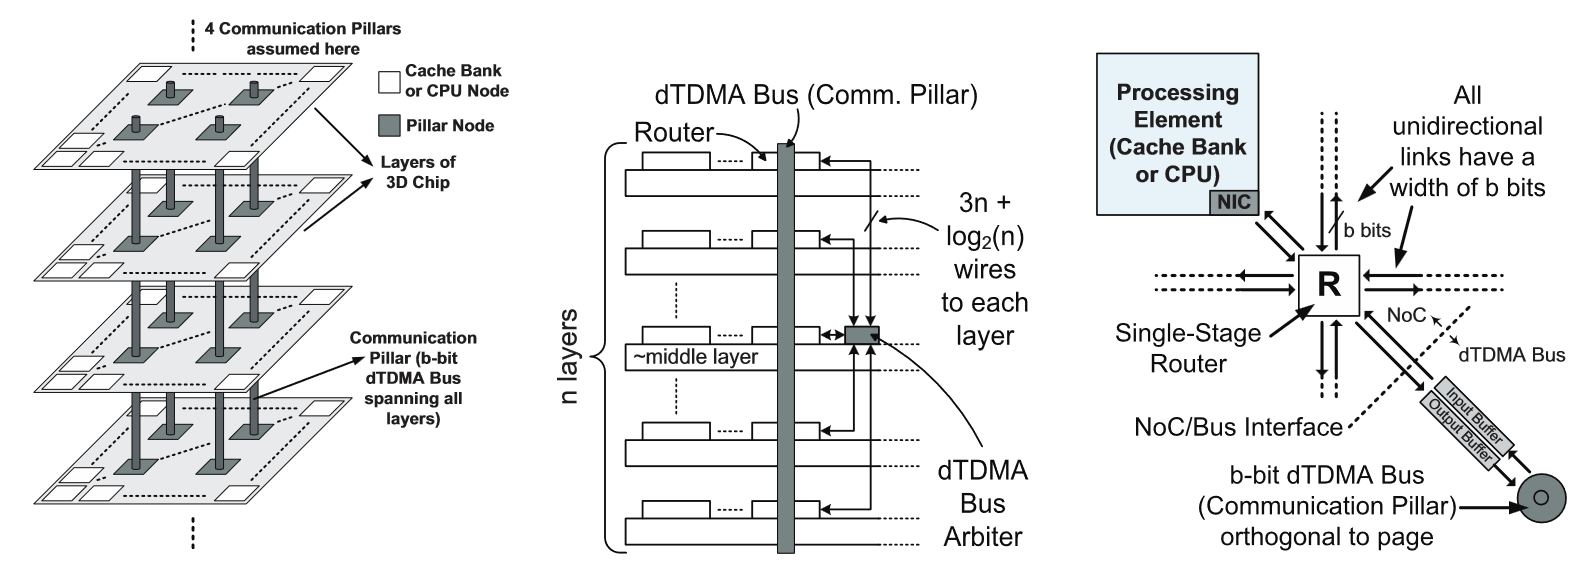 4 Communication Pillars
assumed here
Cache Bank
or CPU Node
Pillar Node
Layers of
3D Chip
Communication
Pillar (b-bit
dTDMA Bus
spanning all
layers)
dTDMA Bus (Comm. Pillar)
Router
n layers
~middle layer
3n +
log2(n)
wires
to each
layer
dTDMA
Bus
Arbiter
Processing
Element
(Cache Bank
or CPU)
NIC
All
unidirectional
links have a
width of b bits
b bits
R
NoC
dTDMA Bus
Single-Stage
Router
NoC/Bus Interface
Input Buffer
Output Buffer
b-bit dTDMA Bus
(Communication Pillar)
orthogonal to page